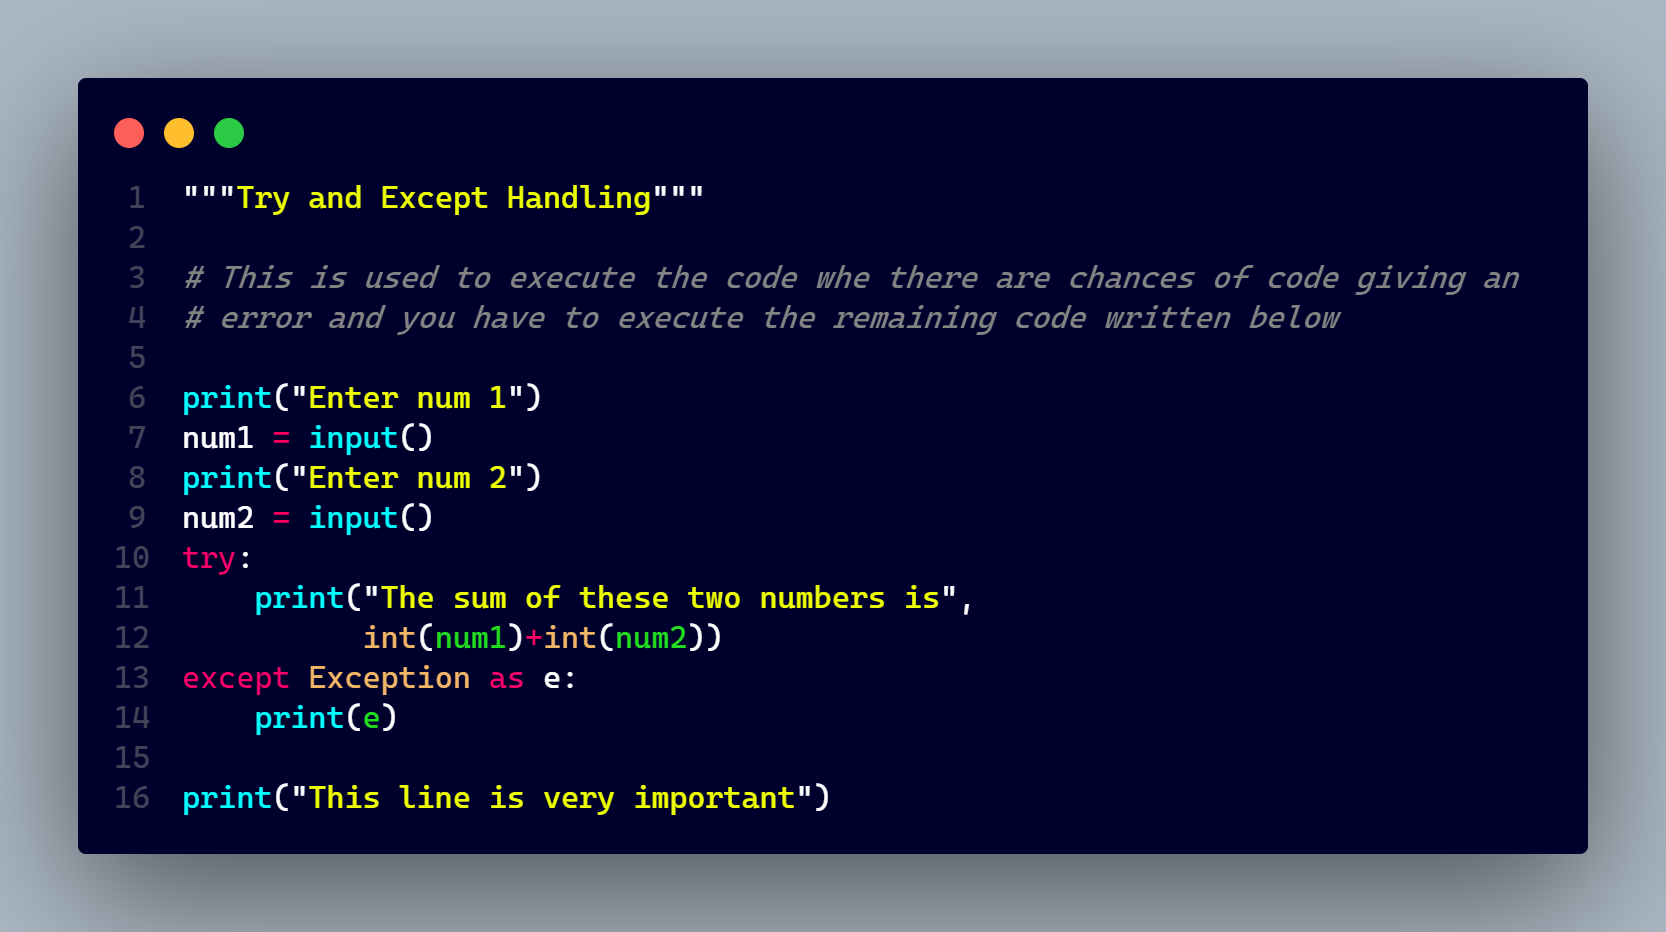 1 """Try and Except Handling"""
2
3 # This is used to execute the code whe there are chances of code giving an
4 # error and you have to execute the remaining code written below
5
6 print("Enter num 1")
7 num1 = input()
8 print("Enter num 2")
9 num2 = input()
10 try:
11     print("The sum of these two numbers is",
12           int(num1)+int(num2))
13 except Exception as e:
14     print(e)
15
16 print("This line is very important")